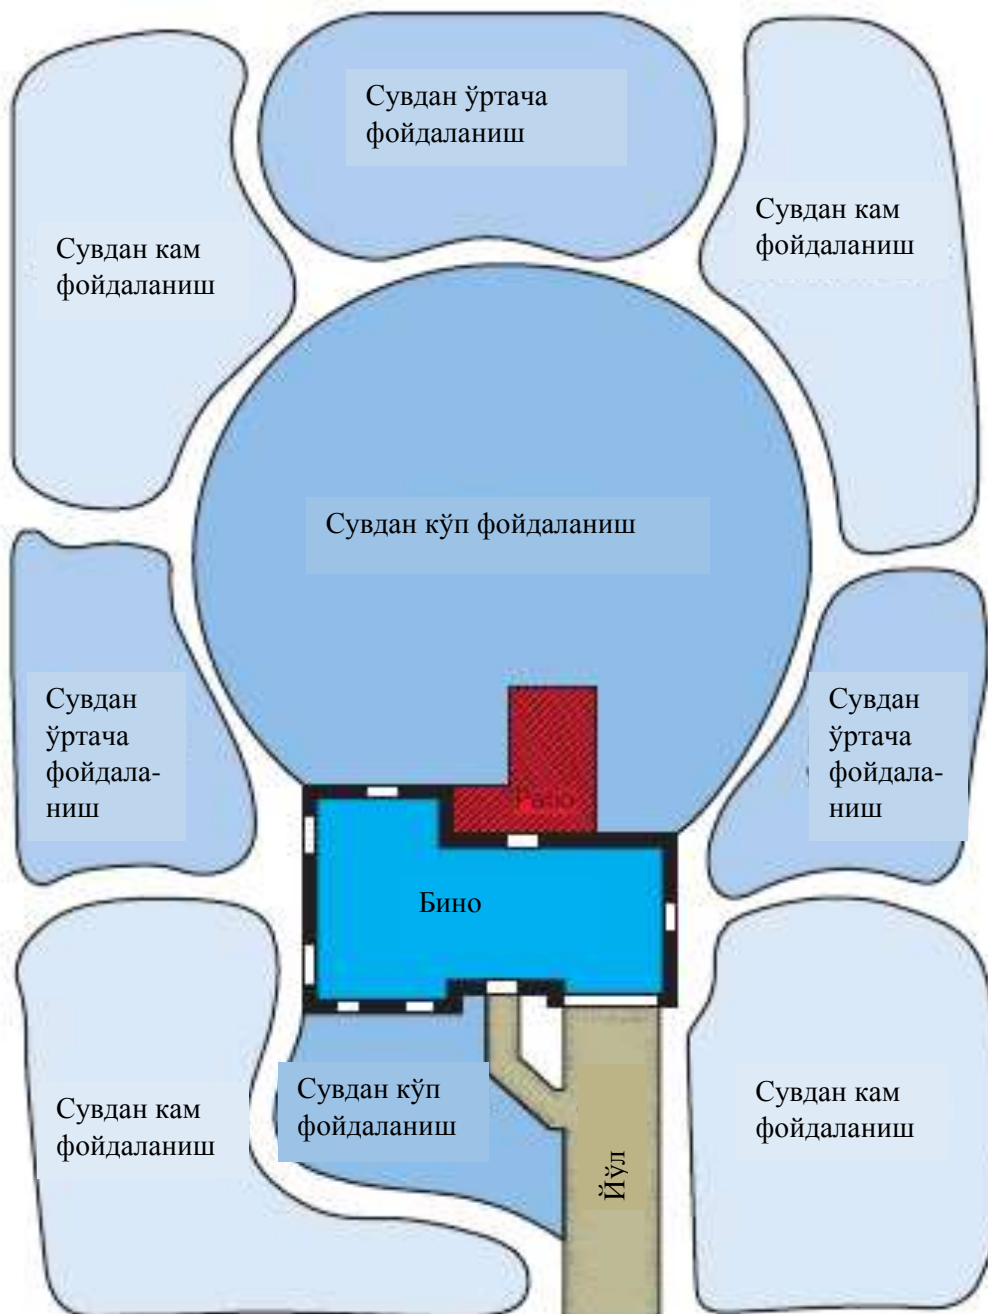 Сувдан ўртача
фойдаланиш
Сувдан кам
фойдаланиш
Сувдан кам
фойдаланиш
Сувдан кўп фойдаланиш
Сувдан
ўртача
фойдала-
ниш
Сувдан
ўртача
фойдала-
ниш
Бино
Сувдан кўп
фойдаланиш
Сувдан кам
фойдаланиш
Сувдан кам
фойдаланиш
Йўл